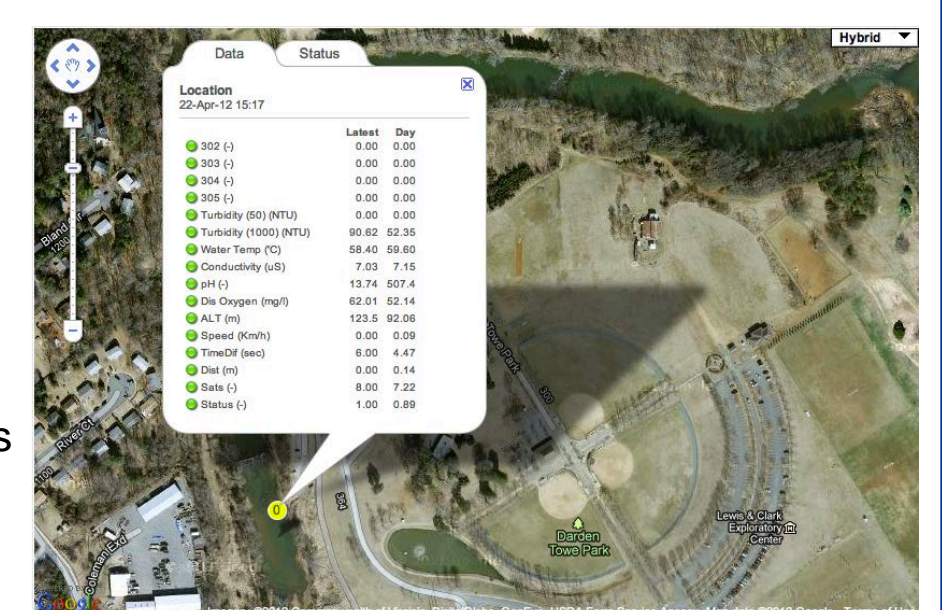 Hybrid
Data Status
Location
22-Apr-12 15:17
Latest Day
302 (-) 0.00 0.00
303 (-) 0.00 0.00
304 (-) 0.00 0.00
305 (-) 0.00 0.00
Turbidity (50) (NTU) 0.00 0.00
Turbidity (1000) (NTU) 90.62 52.35
Water Temp (°C) 58.40 59.60
Conductivity (uS) 7.03 7.15
pH (-) 13.74 507.4
Dis Oxygen (mg/l) 62.01 52.14
ALT (m) 123.5 92.06
Speed (Km/h) 0.00 0.09
TimeDif (sec) 6.00 4.47
Dist (m) 0.00 0.14
Sats (-) 8.00 7.22
Status (-) 1.00 0.89
Bland
1200
Towe Park
300
s
River Ct
1100
0
364
Coleman
Darden
Towe Park
Lewis & Clark
Exploratory
Center
Google